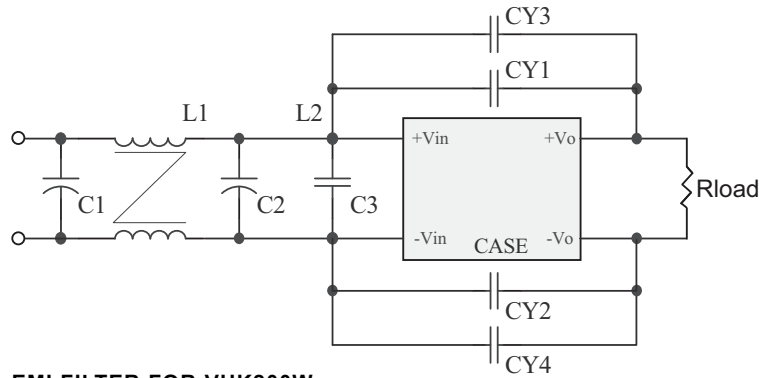 CY3
CY1
L1
L2
+Vin
+Vo
C1
C2
C3
Rload
-Vin
CASE
-Vo
CY2
CY4